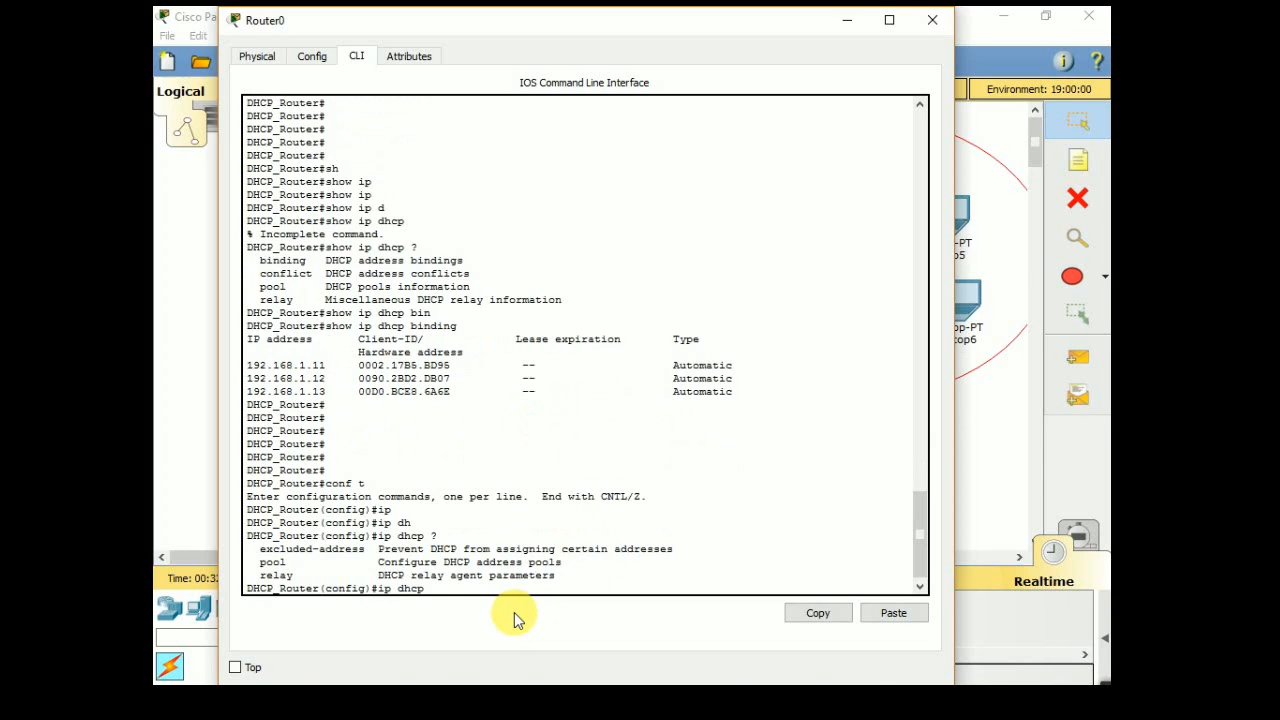 Cisco Pa
Router0
File
Edit
Physical
Config
CLI
Attributes
IOS Command Line Interface
Logical
Environment: 19:00:00
DHCP_Router#
DHCP_Router#
DHCP_Router#
DHCP_Router#
DHCP_Router#
DHCP_Router#sh
DHCP_Router#show ip
DHCP_Router#show ip
DHCP_Router#show ip d
DHCP_Router#show ip dhcp
% Incomplete command.
DHCP_Router#show ip dhcp ?
binding DHCP address bindings
conflict DHCP address conflicts
pool DHCP pools information
relay Miscellaneous DHCP relay information
DHCP_Router#show ip dhcp bin
DHCP_Router#show ip dhcp binding
IP address Client-ID/ Lease expiration Type
Hardware address
192.168.1.11 0002.17B5.BD95 -- Automatic
192.168.1.12 0090.2BD2.DB07 -- Automatic
192.168.1.13 00D0.BCE8.6A6E -- Automatic
DHCP_Router#
DHCP_Router#
DHCP_Router#
DHCP_Router#
DHCP_Router#
DHCP_Router#
DHCP_Router#conf t
Enter configuration commands, one per line. End with CNTL/Z.
DHCP_Router(config)#ip
DHCP_Router(config)#ip dh
DHCP_Router(config)#ip dhcp ?
excluded-address Prevent DHCP from assigning certain addresses
pool Configure DHCP address pools
relay DHCP relay agent parameters
DHCP_Router(config)#ip dhcp
-PT
p5
op-PT
top6
Time: 00:3
Realtime
Copy
Paste
Top